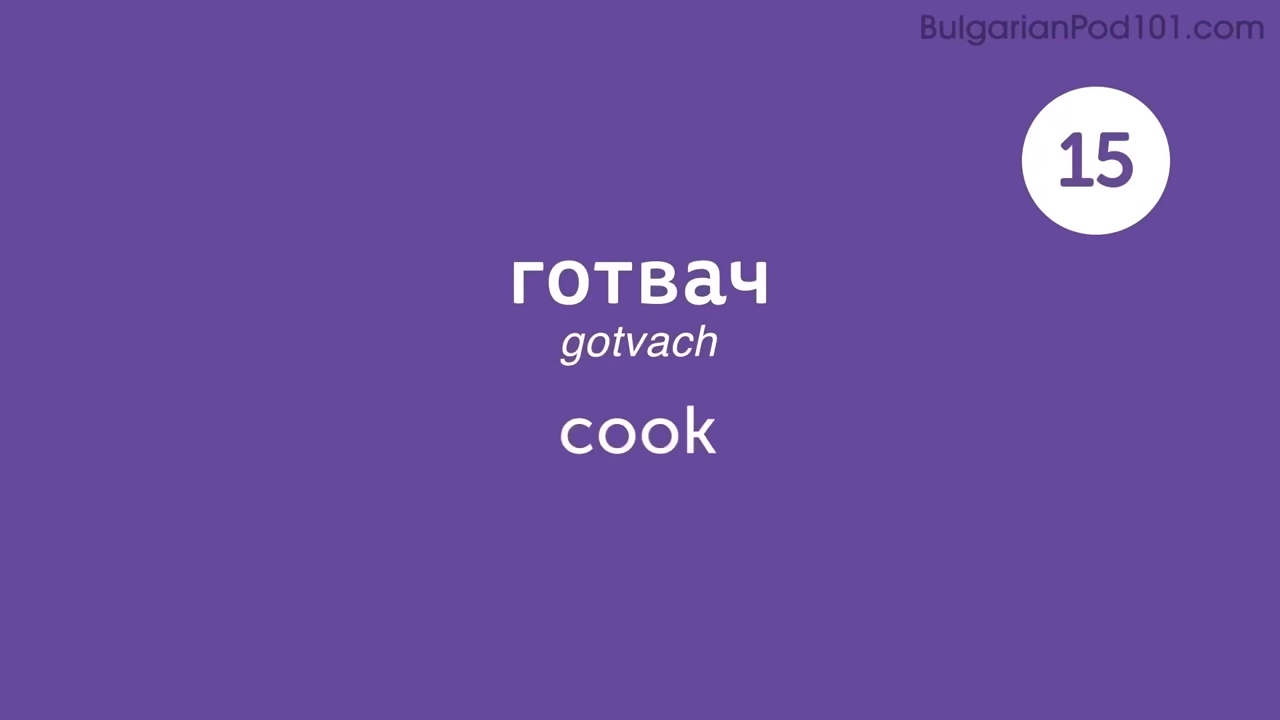 BulgarianPod101.com
15
готвач
gotvach
cook